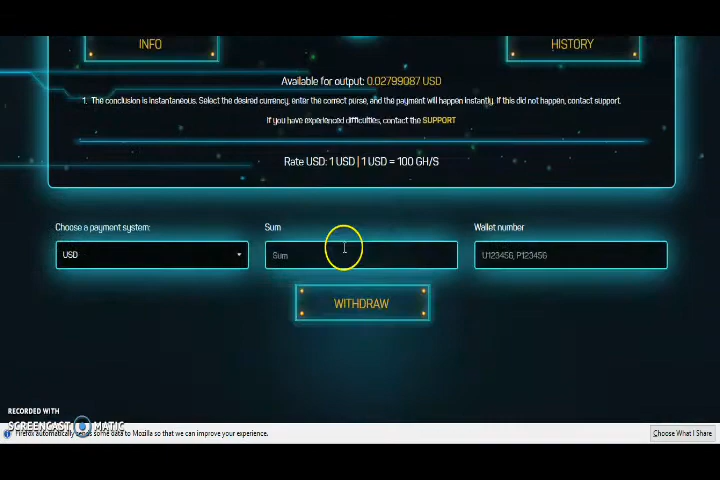 INFO
HISTORY
Available for output: 0.02799087 USD
1. The conclusion is instantaneous. Select the desired currency, enter the correct purse, and the payment will happen instantly. If this did not happen, contact support.
If you have experienced difficulties, contact the SUPPORT
Rate USD: 1 USD | 1 USD = 100 GH/S
Choose a payment system:
Sum
Wallet number
USD
Sum
U123456, P123456
WITHDRAW
RECORDED WITH
SCREENCAST MATIC
Firefox automatically sends some data to Mozilla so that we can improve your experience.
Choose What I Share